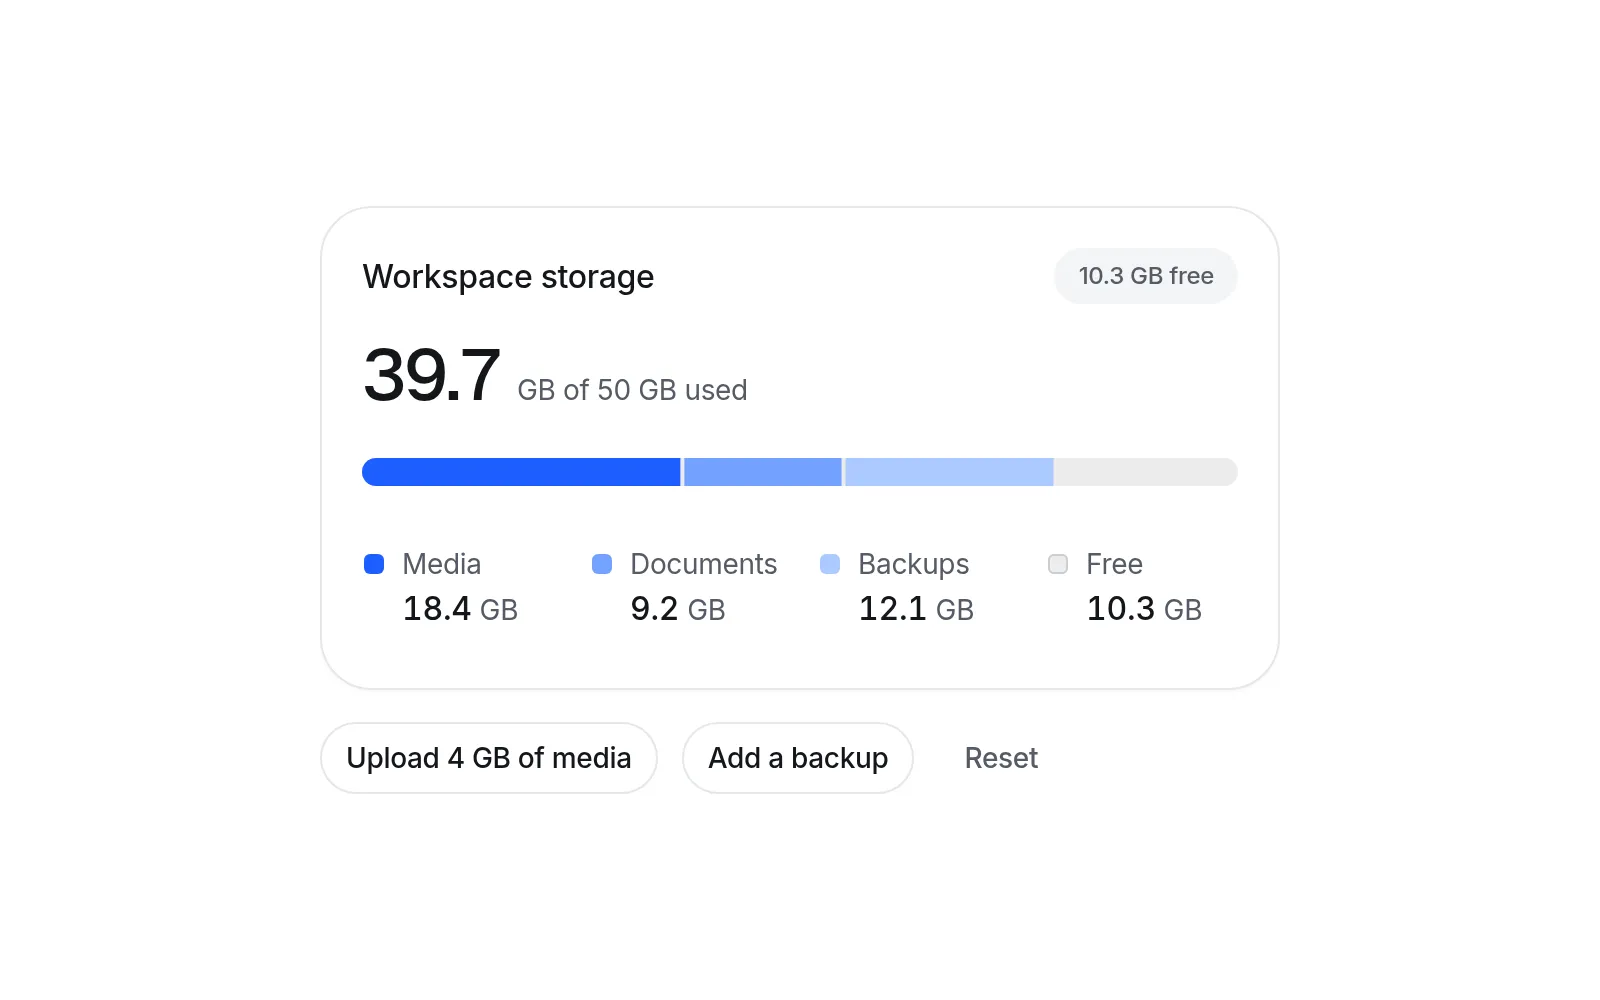 Workspace storage
10.3 GB free
39.7 GB of 50 GB used
Media
18.4 GB
Documents
9.2 GB
Backups
12.1 GB
Free
10.3 GB
Upload 4 GB of media
Add a backup
Reset